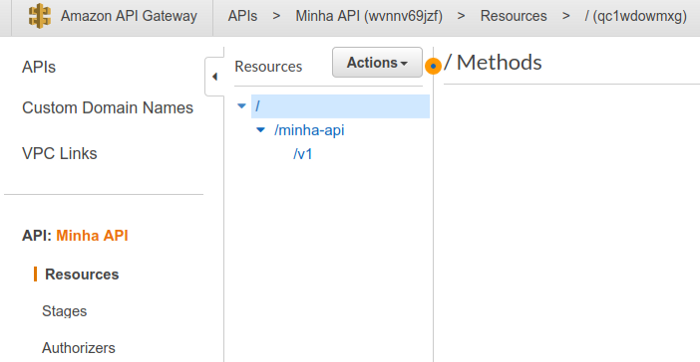 Amazon API Gateway APIs > Minha API (wvnnv69jzf) > Resources > / (qc1wdowmxg)
APIs
Custom Domain Names
VPC Links
API: Minha API
Resources
Stages
Authorizers
Resources Actions
/
/minha-api
/v1
/ Methods